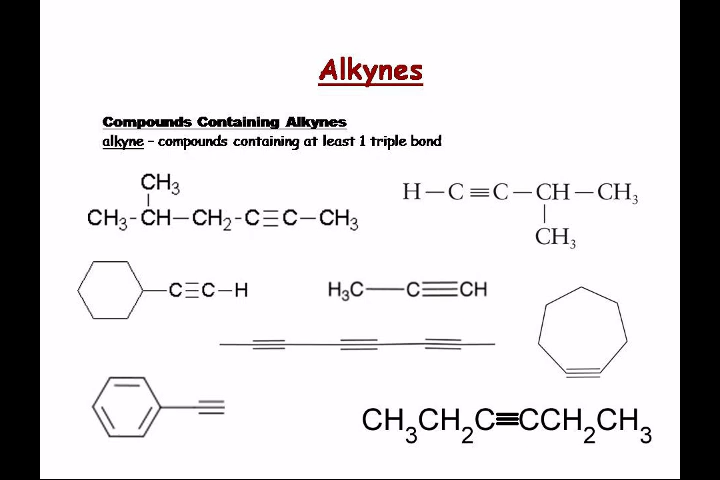 Alkynes
Compounds Containing Alkynes
alkyne – compounds containing at least 1 triple bond
CH₃
CH₃-CH—CH₂-C≡C—CH₃
H—C≡C—CH—CH₃
CH₃
C≡C—H
H₃C—C≡CH
CH₃CH₂C≡CCH₂CH₃